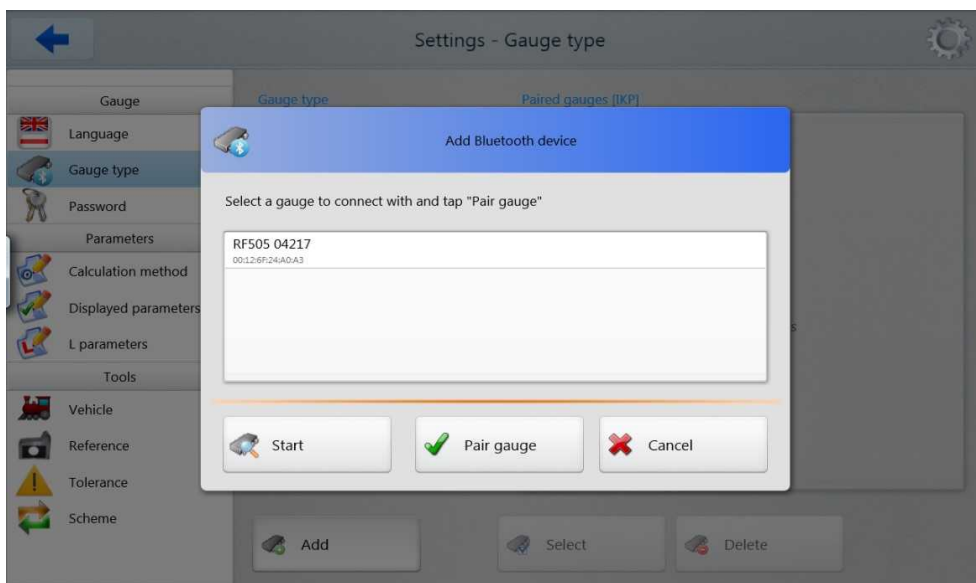 Settings - Gauge type
Gauge
Gauge type
Paired gauges [IKP]
Language
Gauge type
Password
Parameters
Calculation method
Displayed parameters
L parameters
Tools
Vehicle
Reference
Tolerance
Scheme
Add Bluetooth device
Select a gauge to connect with and tap "Pair gauge"
RF505 04217
00:12:6F:24:A0:A3
Start
Pair gauge
Cancel
Add
Select
Delete